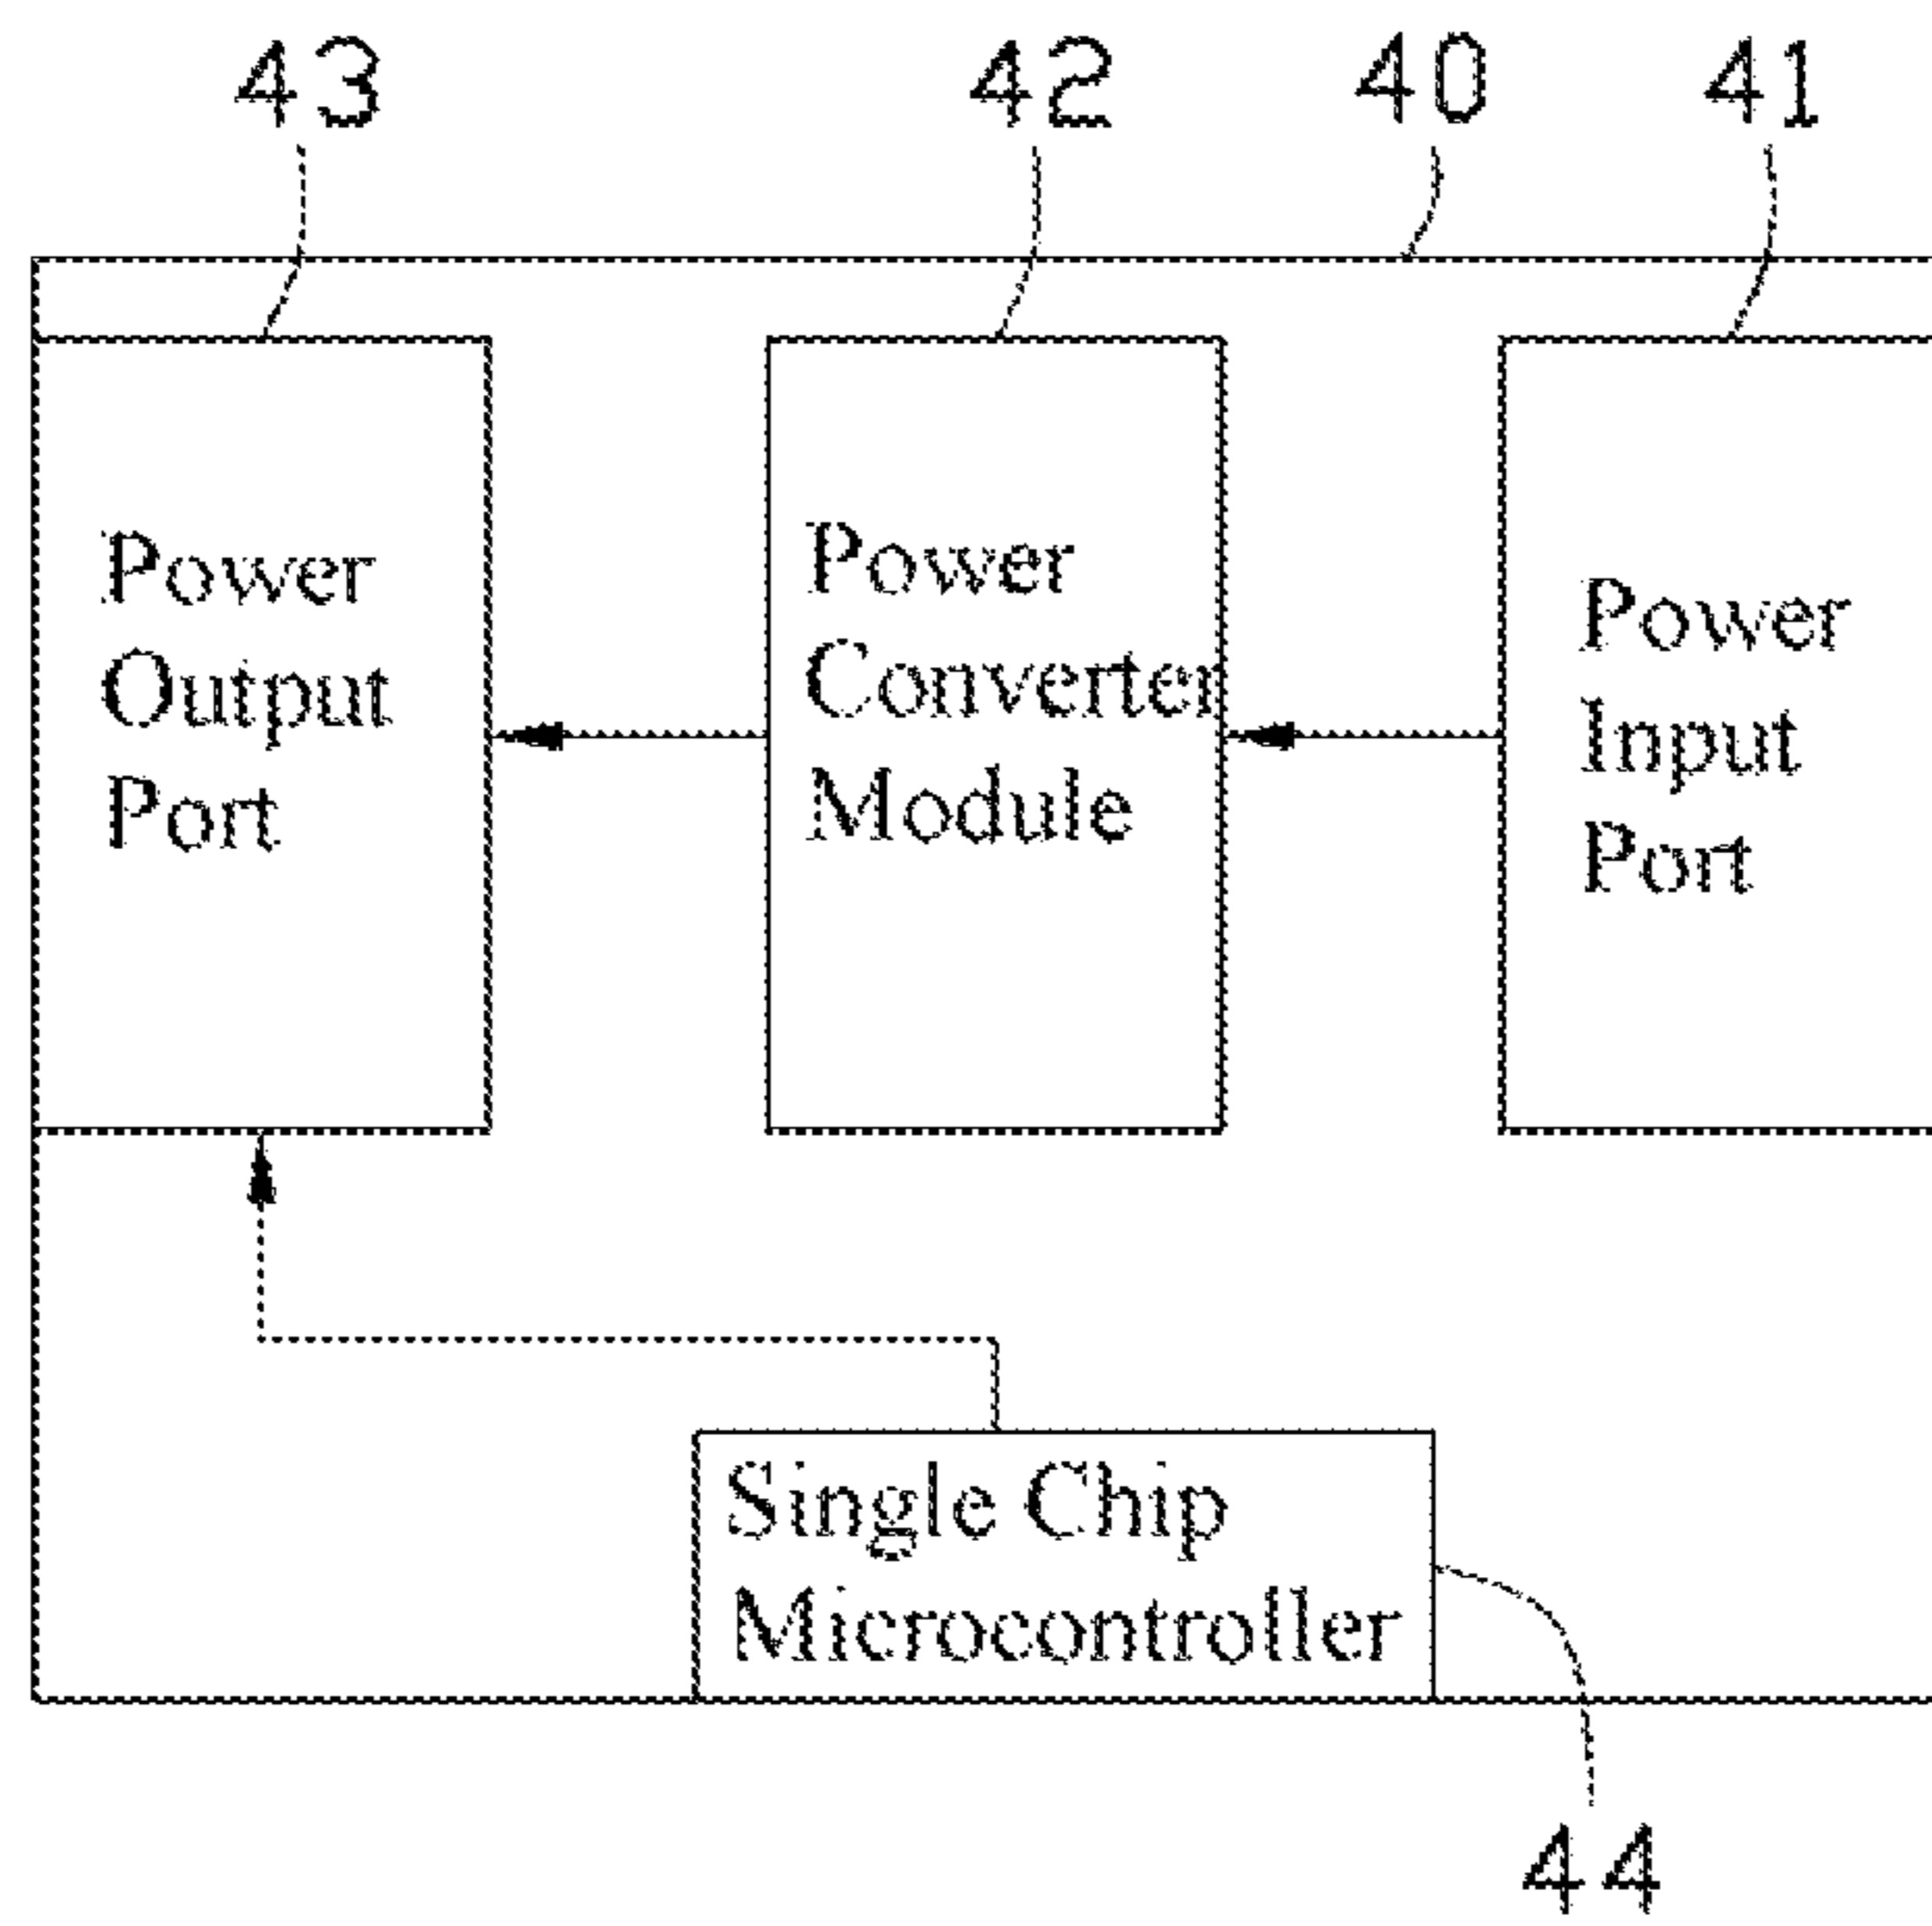 43 42 40 41
Power
Output
Port
Power
Converter
Module
Power
Input
Port
Single Chip
Microcontroller
44